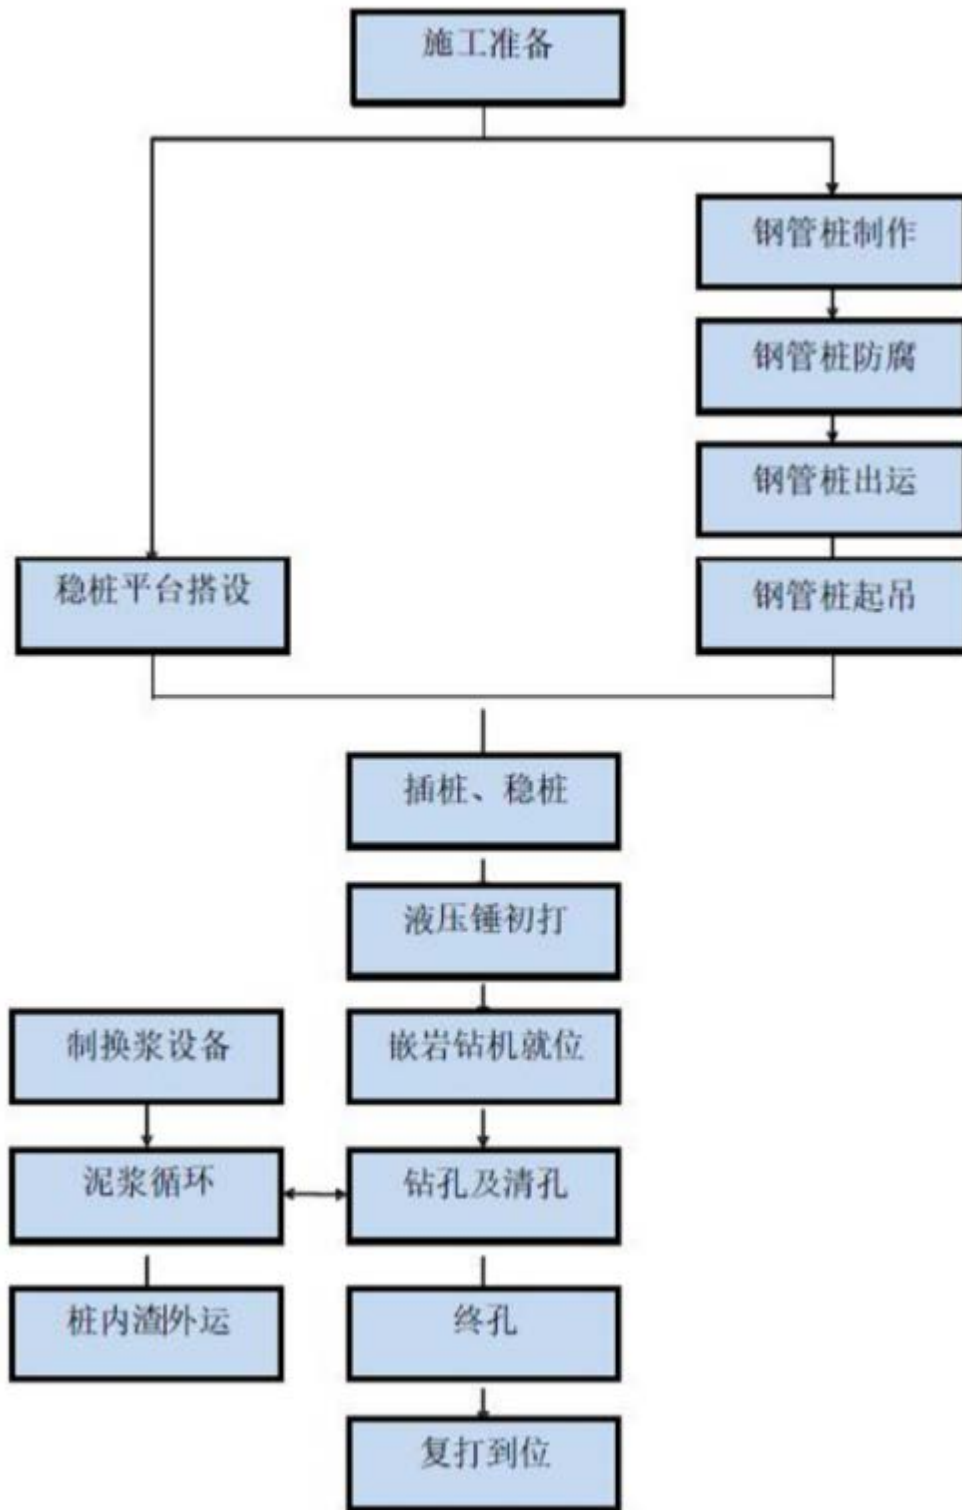 施工准备
钢管桩制作
钢管桩防腐
钢管桩出运
稳桩平台搭设
钢管桩起吊
插桩、稳桩
液压锤初打
制换浆设备
嵌岩钻机就位
泥浆循环
钻孔及清孔
桩内渣外运
终孔
复打到位